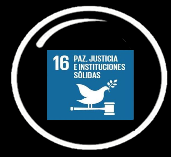 16 PAZ, JUSTICIA
E INSTITUCIONES
SÓLIDAS